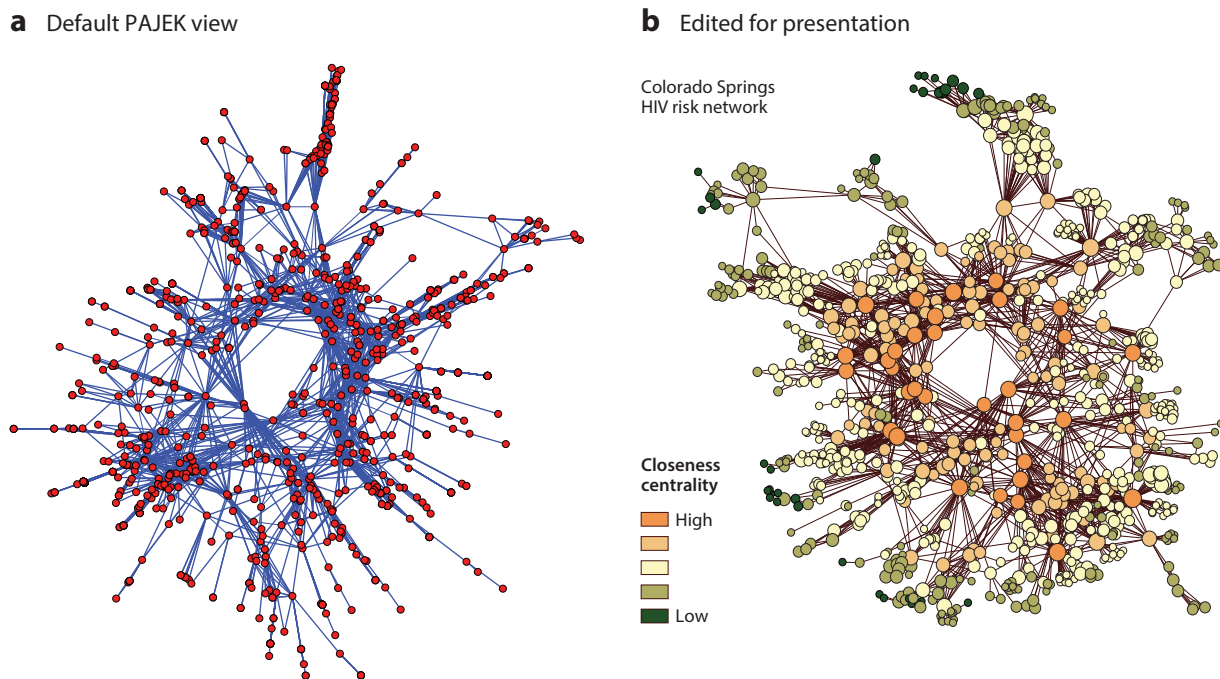 a Default PAJEK view
b Edited for presentation
Colorado Springs
HIV risk network
Closeness
centrality
High
Low